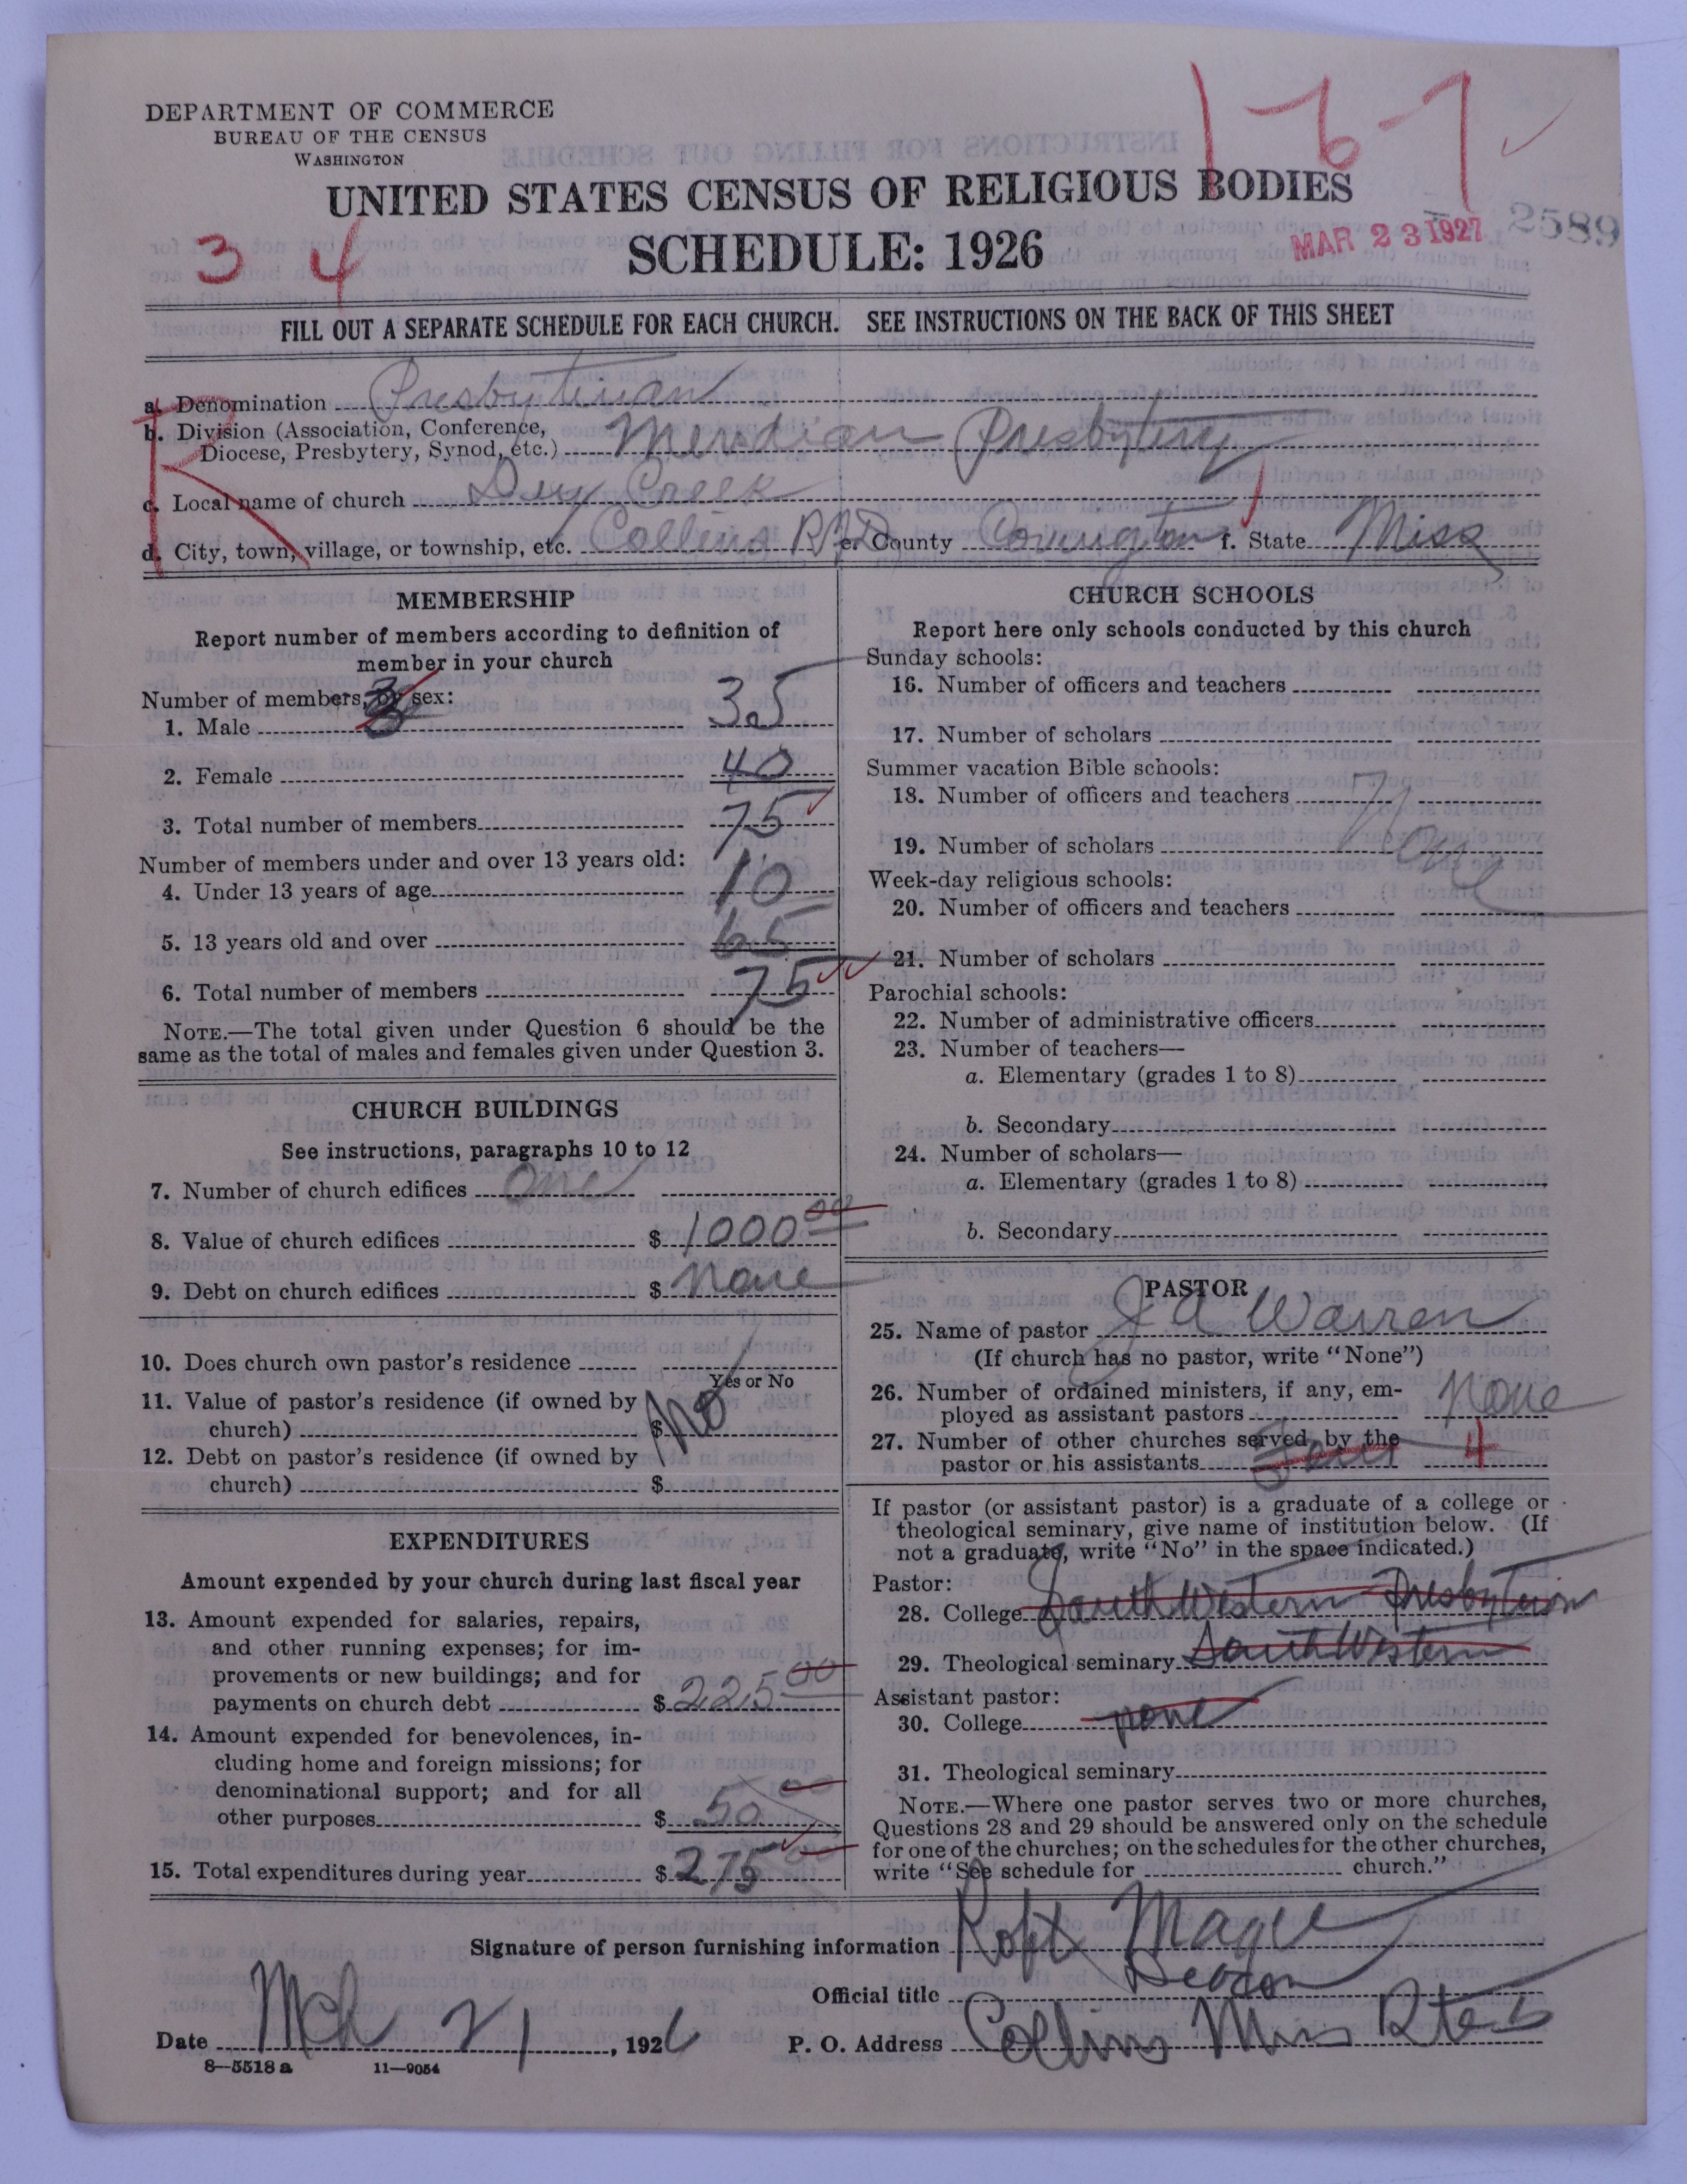 DEPARTMENT OF COMMERCE
BUREAU OF THE CENSUS
WASHINGTON
1-6-7
UNITED STATES CENSUS OF RELIGIOUS BODIES
SCHEDULE: 1926
3 4
MAR 23 1927
2589
FILL OUT A SEPARATE SCHEDULE FOR EACH CHURCH. SEE INSTRUCTIONS ON THE BACK OF THIS SHEET
a. Denomination Presbyterian
b. Division (Association, Conference, Diocese, Presbytery, Synod, etc.) Meridian Presbytery
c. Local name of church Creek
d. City, town, village, or township, etc. Collins RFD e. County Covington f. State Miss
MEMBERSHIP
Report number of members according to definition of
member in your church
Number of members, by sex:
1. Male 35
2. Female 40
3. Total number of members 75
Number of members under and over 13 years old:
4. Under 13 years of age 10
5. 13 years old and over 65
6. Total number of members 75
NOTE.—The total given under Question 6 should be the
same as the total of males and females given under Question 3.
CHURCH BUILDINGS
See instructions, paragraphs 10 to 12
7. Number of church edifices One
8. Value of church edifices $ 1000 00
9. Debt on church edifices $ None
10. Does church own pastor's residence
Yes or No
11. Value of pastor's residence (if owned by
church) $ No
12. Debt on pastor's residence (if owned by
church) $
EXPENDITURES
Amount expended by your church during last fiscal year
13. Amount expended for salaries, repairs,
and other running expenses; for im-
provements or new buildings; and for
payments on church debt $ 225 00
14. Amount expended for benevolences, in-
cluding home and foreign missions; for
denominational support; and for all
other purposes $ 50 00
15. Total expenditures during year $ 275 00
CHURCH SCHOOLS
Report here only schools conducted by this church
Sunday schools:
16. Number of officers and teachers
17. Number of scholars
Summer vacation Bible schools:
18. Number of officers and teachers
19. Number of scholars None
Week-day religious schools:
20. Number of officers and teachers
21. Number of scholars
Parochial schools:
22. Number of administrative officers
23. Number of teachers—
a. Elementary (grades 1 to 8)
b. Secondary
24. Number of scholars—
a. Elementary (grades 1 to 8)
b. Secondary
PASTOR
25. Name of pastor J A Warren
(If church has no pastor, write "None")
26. Number of ordained ministers, if any, em-
ployed as assistant pastors None
27. Number of other churches served by the
pastor or his assistants Four 4
If pastor (or assistant pastor) is a graduate of a college or
theological seminary, give name of institution below. (If
not a graduate, write "No" in the space indicated.)
Pastor:
28. College South Western Presbyterian
29. Theological seminary South Western
Assistant pastor:
30. College none
31. Theological seminary
NOTE.—Where one pastor serves two or more churches,
Questions 28 and 29 should be answered only on the schedule
for one of the churches; on the schedules for the other churches,
write "See schedule for church."
Signature of person furnishing information Robt Magee
Official title Deacon
Date Mch 21, 1926 P. O. Address Collins Miss Rte 6
8—5518 a 11—9054